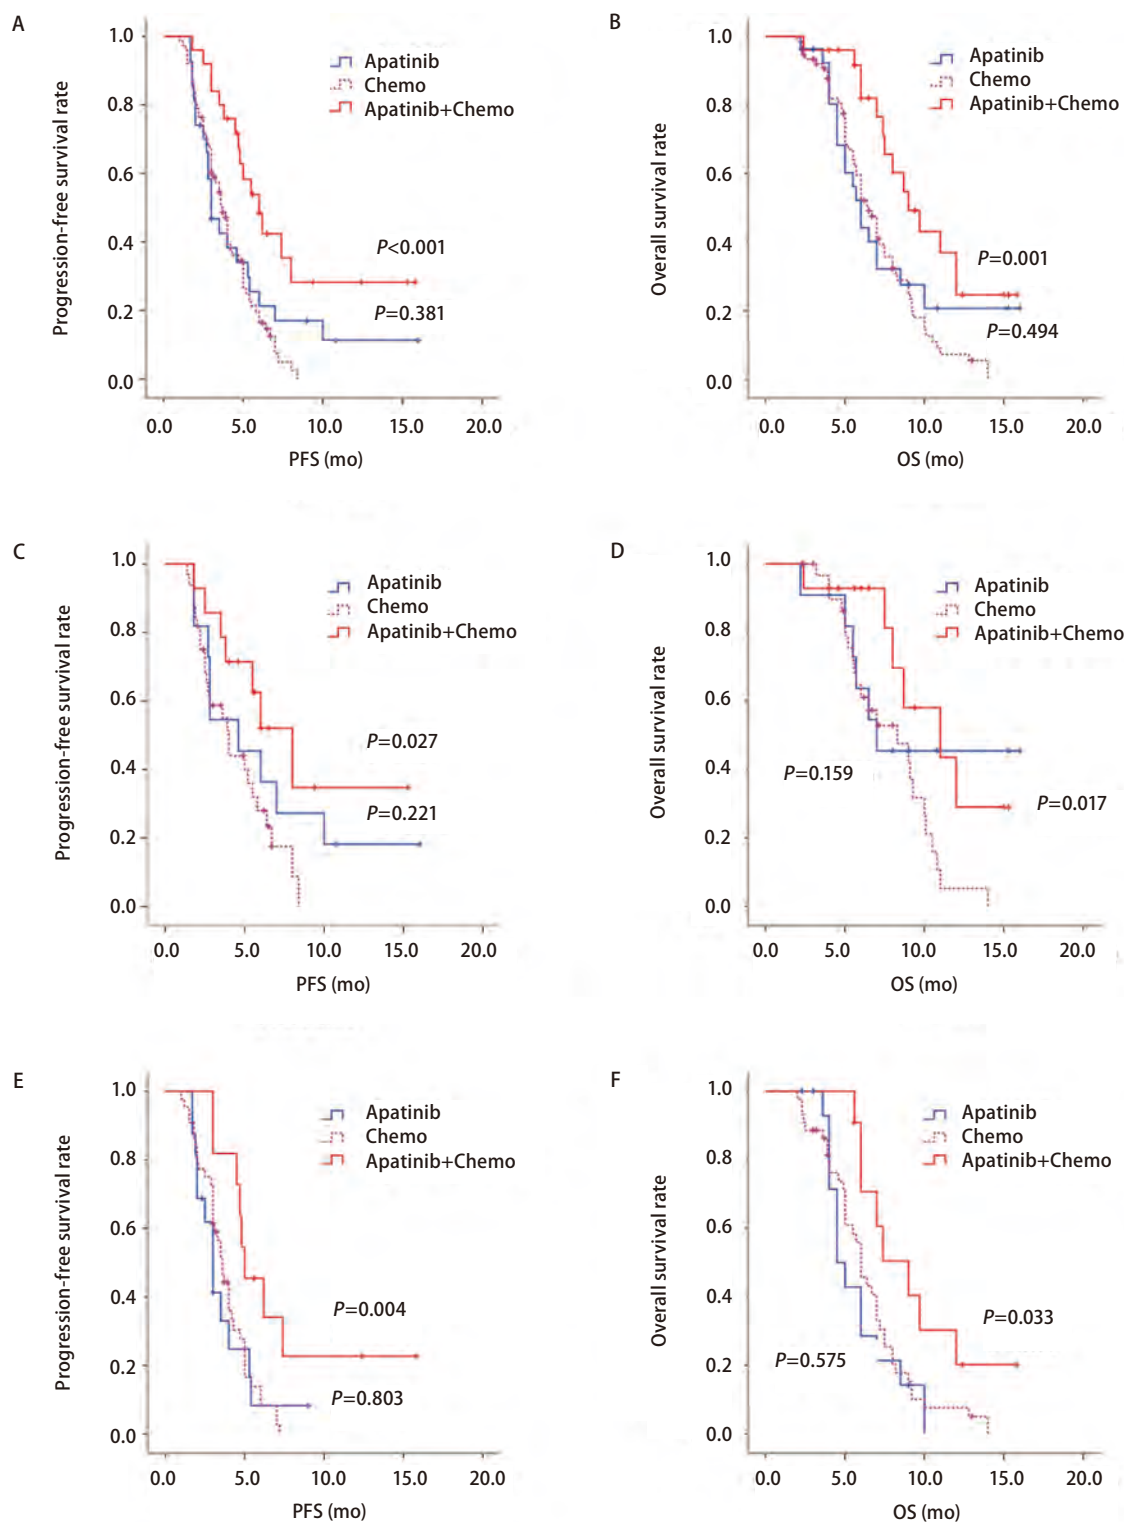 A
Progression-free survival rate
1.0
0.8
0.6
0.4
0.2
0.0
Apatinib
Chemo
Apatinib+Chemo
P<0.001
P=0.381
0.0 5.0 10.0 15.0 20.0
PFS (mo)
B
Overall survival rate
1.0
0.8
0.6
0.4
0.2
0.0
Apatinib
Chemo
Apatinib+Chemo
P=0.001
P=0.494
0.0 5.0 10.0 15.0 20.0
OS (mo)
C
Progression-free survival rate
1.0
0.8
0.6
0.4
0.2
0.0
Apatinib
Chemo
Apatinib+Chemo
P=0.027
P=0.221
0.0 5.0 10.0 15.0 20.0
PFS (mo)
D
Overall survival rate
1.0
0.8
0.6
0.4
0.2
0.0
Apatinib
Chemo
Apatinib+Chemo
P=0.159
P=0.017
0.0 5.0 10.0 15.0 20.0
OS (mo)
E
Progression-free survival rate
1.0
0.8
0.6
0.4
0.2
0.0
Apatinib
Chemo
Apatinib+Chemo
P=0.004
P=0.803
0.0 5.0 10.0 15.0 20.0
PFS (mo)
F
Overall survival rate
1.0
0.8
0.6
0.4
0.2
0.0
Apatinib
Chemo
Apatinib+Chemo
P=0.033
P=0.575
0.0 5.0 10.0 15.0 20.0
OS (mo)